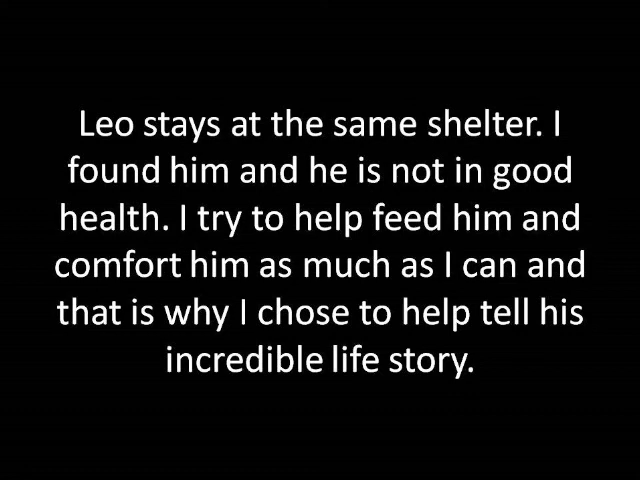 Leo stays at the same shelter. I
found him and he is not in good
health. I try to help feed him and
comfort him as much as I can and
that is why I chose to help tell his
incredible life story.